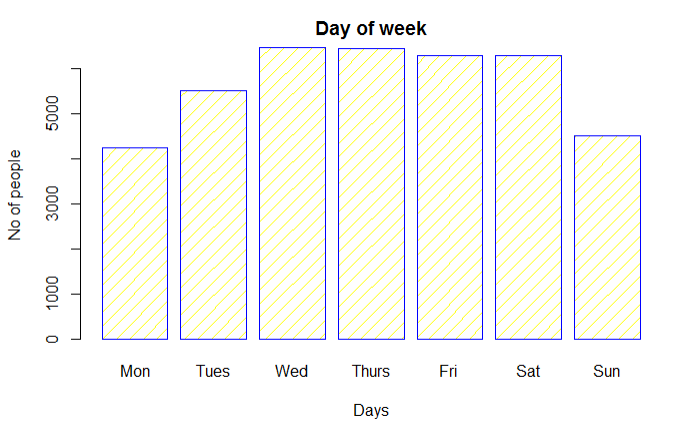 Day of week
No of people
5000
3000
1000
0
Mon Tues Wed Thurs Fri Sat Sun
Days